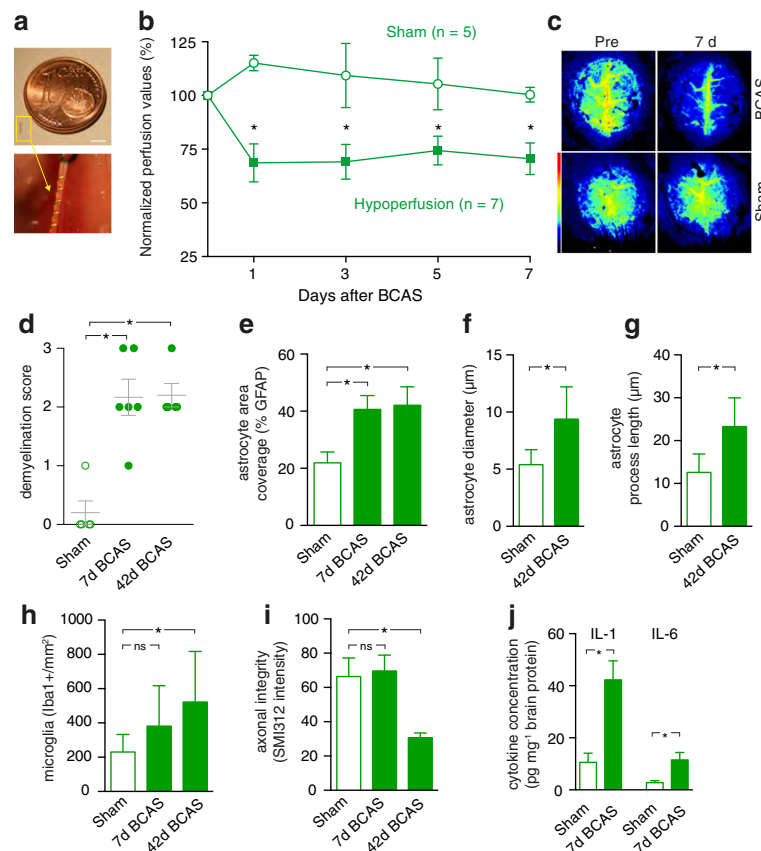 a
b
c
125
100
75
50
25
Normalized perfusion values (%)
Sham (n = 5)
*
*
*
*
Hypoperfusion (n = 7)
1
3
5
7
Days after BCAS
Pre
7 d
BCAS
Sham
d
demyelination score
3
2
1
0
*
*
Sham
7d BCAS
42d BCAS
e
astrocyte area
coverage (% GFAP)
60
40
20
0
*
*
Sham
7d BCAS
42d BCAS
f
astrocyte diameter (µm)
15
10
5
0
*
Sham
42d BCAS
g
astrocyte
process length (µm)
40
30
20
10
0
*
Sham
42d BCAS
h
microglia (Iba1+/mm²)
1000
800
600
400
200
0
*
ns
Sham
7d BCAS
42d BCAS
i
axonal integrity
(SMI312 intensity)
100
80
60
40
20
0
*
ns
Sham
7d BCAS
42d BCAS
j
cytokine concentration
(pg mg⁻¹ brain protein)
60
40
20
0
IL-1
IL-6
*
*
Sham
7d BCAS
Sham
7d BCAS